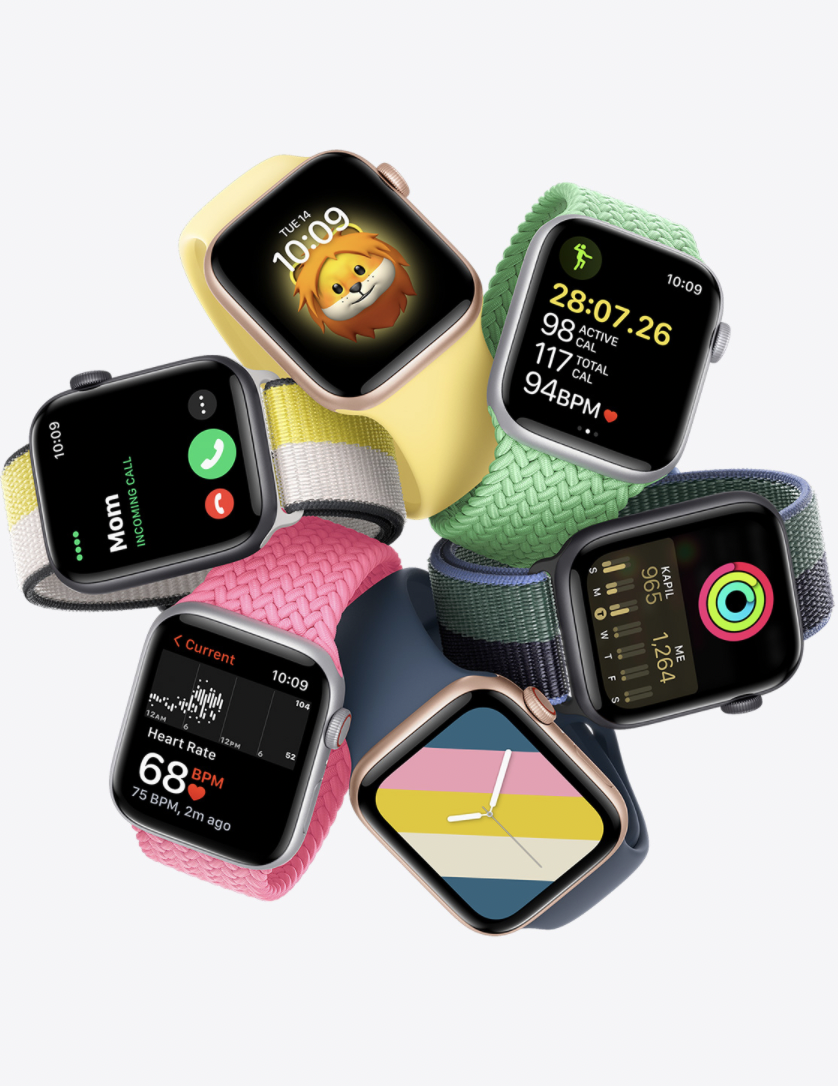 TUE 14
10:09
10:09
28:07.26
98 ACTIVE CAL
117 TOTAL CAL
94BPM
10:09
Mom
INCOMING CALL
KAPIL
965
ME
1,264
S M T W T F S
Current
10:09
104
12AM 6 12PM 6 52
Heart Rate
68 BPM
75 BPM, 2m ago